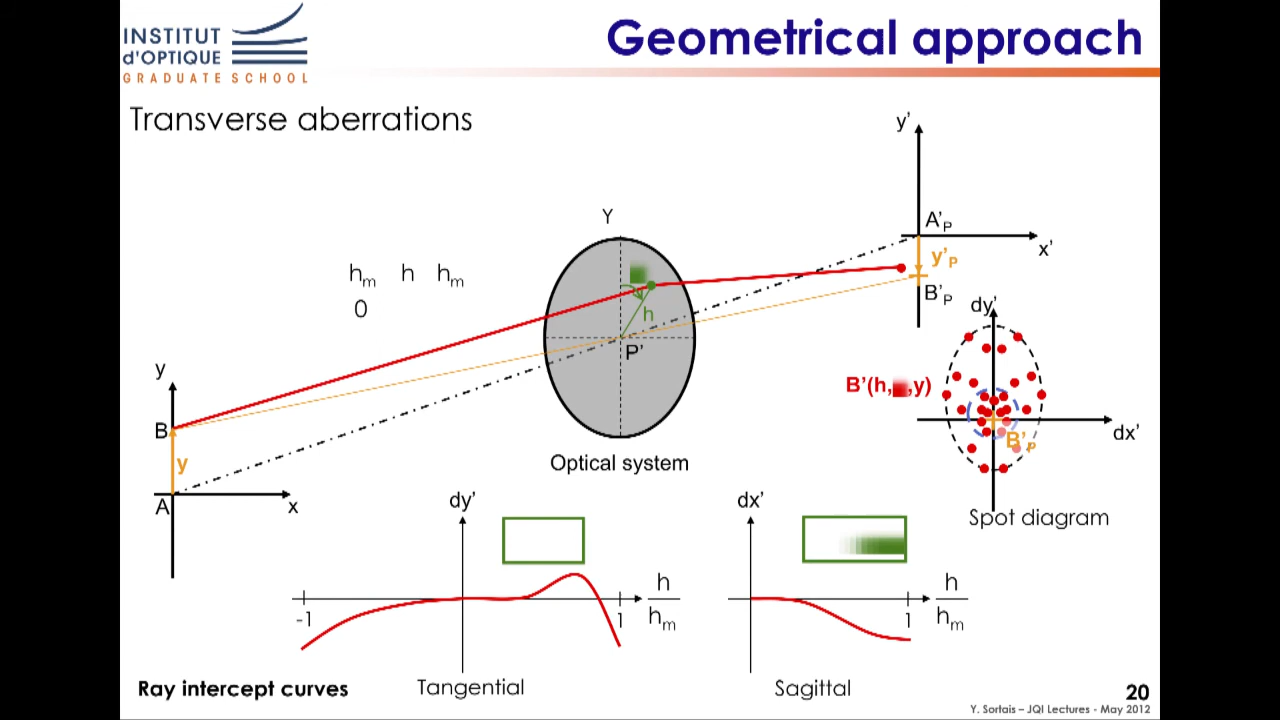 INSTITUT
d'OPTIQUE
GRADUATE SCHOOL
Geometrical approach
Transverse aberrations
y'
A'P
x'
y'P
B'P
Y
hm h hm
0
h
P'
dy'
B'(h, ,y)
dx'
B'P
Spot diagram
y
B
y
A
x
Optical system
dy'
-1
1
h
hm
dx'
1
h
hm
Ray intercept curves
Tangential
Sagittal
20
Y. Sortais – JQI Lectures - May 2012